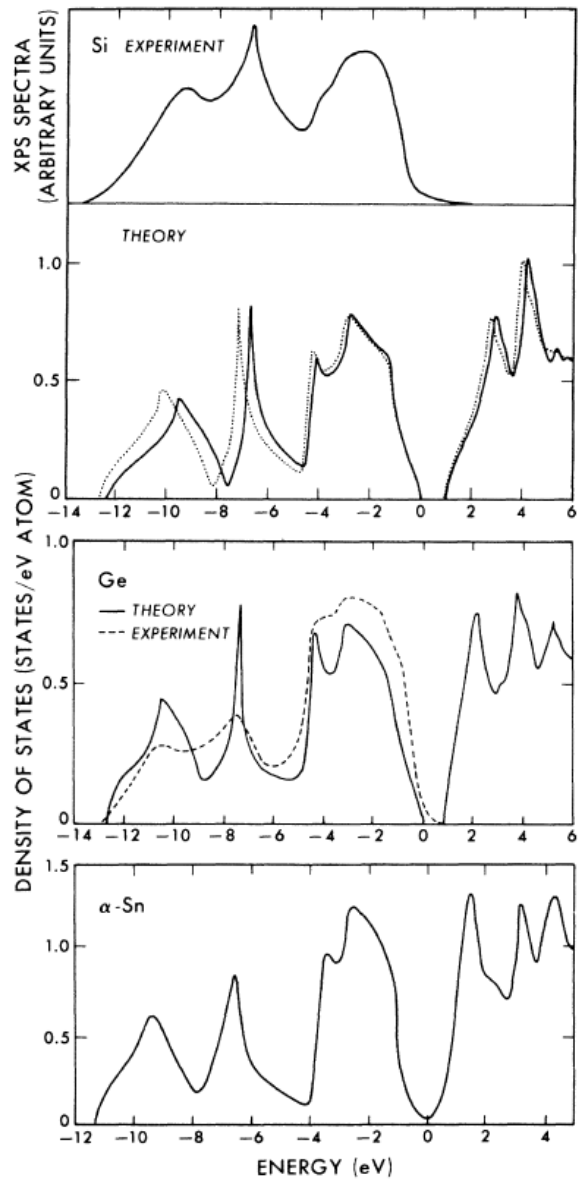 XPS SPECTRA
(ARBITRARY UNITS)
Si EXPERIMENT
THEORY
1.0
0.5
0
-14 -12 -10 -8 -6 -4 -2 0 2 4 6
DENSITY OF STATES (STATES/eV ATOM)
1.0
Ge
THEORY
EXPERIMENT
0.5
0
-14 -12 -10 -8 -6 -4 -2 0 2 4 6
1.5
α-Sn
1.0
0.5
0
-12 -10 -8 -6 -4 -2 0 2 4
ENERGY (eV)